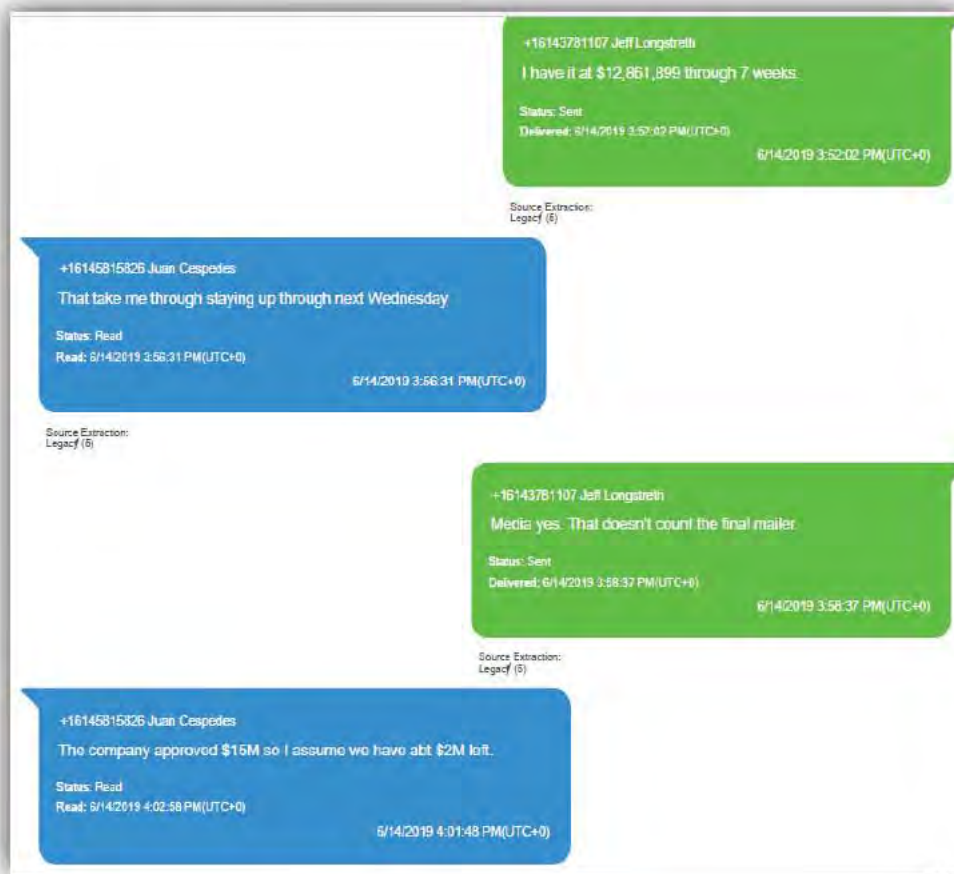 +16143781107 Jeff Longstreth
I have it at $12,861,899 through 7 weeks.
Status: Sent
Delivered: 6/14/2019 3:52:02 PM(UTC+0)
6/14/2019 3:52:02 PM(UTC+0)
Source Extraction:
Legacy (5)
+16145815826 Juan Cespedes
That take me through staying up through next Wednesday
Status: Read
Read: 6/14/2019 3:56:31 PM(UTC+0)
6/14/2019 3:56:31 PM(UTC+0)
Source Extraction:
Legacy (5)
+16143781107 Jeff Longstreth
Media yes. That doesn't count the final mailer.
Status: Sent
Delivered: 6/14/2019 3:58:37 PM(UTC+0)
6/14/2019 3:58:37 PM(UTC+0)
Source Extraction:
Legacy (5)
+16145815826 Juan Cespedes
The company approved $15M so I assume we have abt $2M left.
Status: Read
Read: 6/14/2019 4:02:58 PM(UTC+0)
6/14/2019 4:01:48 PM(UTC+0)